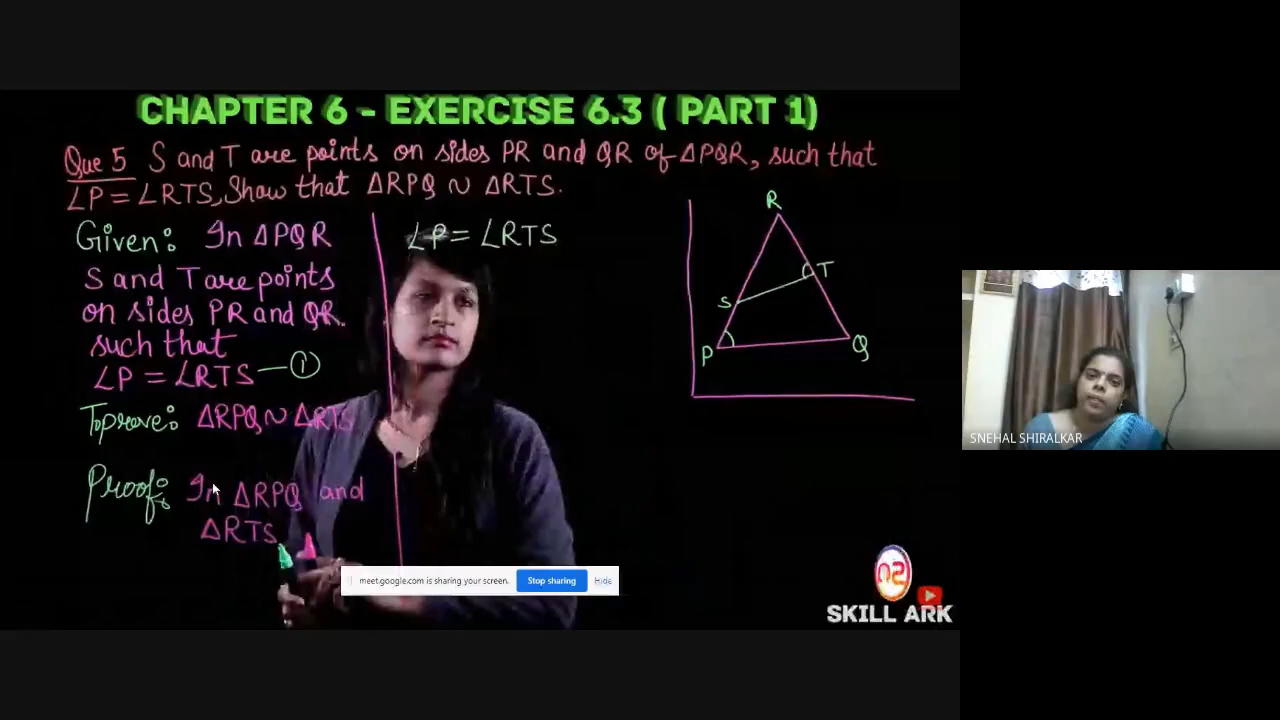 CHAPTER 6 - EXERCISE 6.3 ( PART 1)
Que 5 S and T are points on sides PR and QR of ΔPQR, such that
∠P = ∠RTS, Show that ΔRPQ ~ ΔRTS.
Given: In ΔPQR
S and T are points
on sides PR and QR.
such that
∠P = ∠RTS — ①
To prove: ΔRPQ ~ ΔRTS
Proof: In ΔRPQ and
ΔRTS
∠P = ∠RTS
R
T
S
P
Q
SNEHAL SHIRALKAR
meet.google.com is sharing your screen. Stop sharing Hide
SKILL ARK